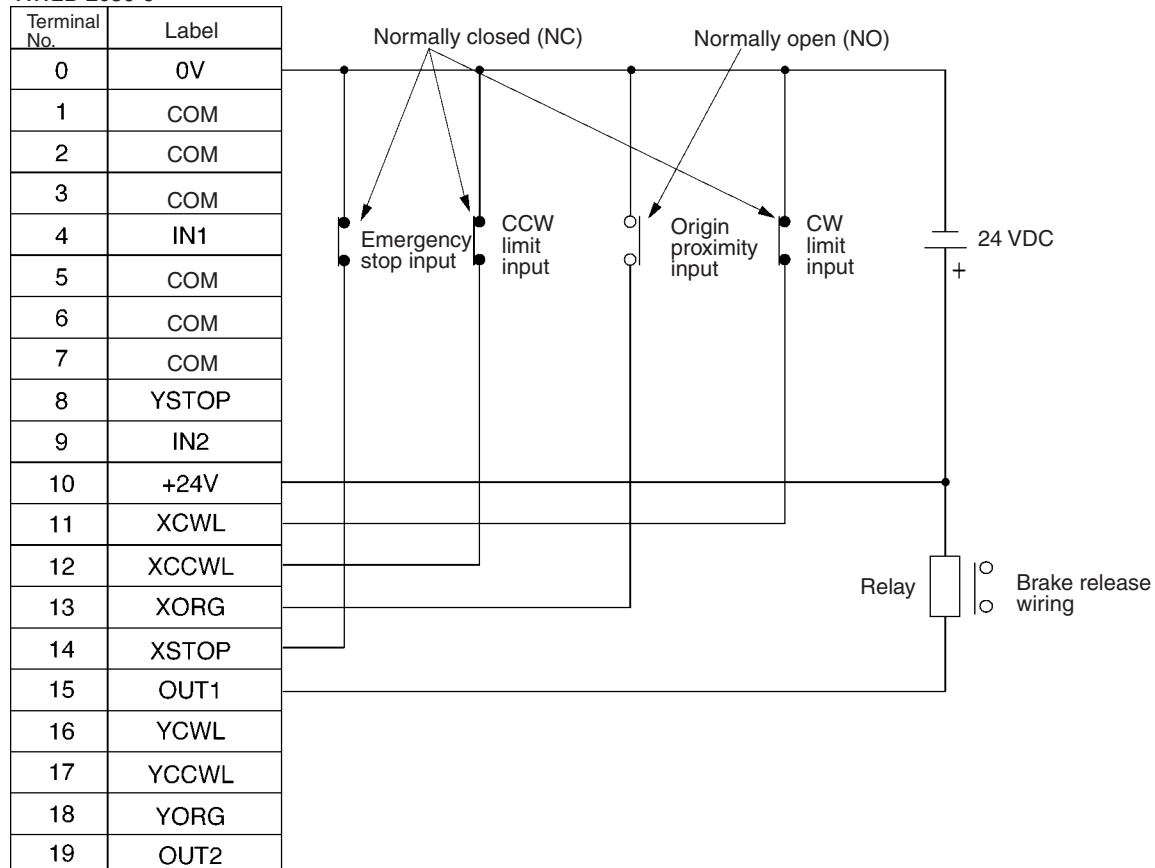 Terminal No. Label
0 0V
1 COM
2 COM
3 COM
4 IN1
5 COM
6 COM
7 COM
8 YSTOP
9 IN2
10 +24V
11 XCWL
12 XCCWL
13 XORG
14 XSTOP
15 OUT1
16 YCWL
17 YCCWL
18 YORG
19 OUT2
Normally closed (NC)
Normally open (NO)
Emergency
stop input
CCW
limit
input
Origin
proximity
input
CW
limit
input
24 VDC
+
Relay
Brake release
wiring